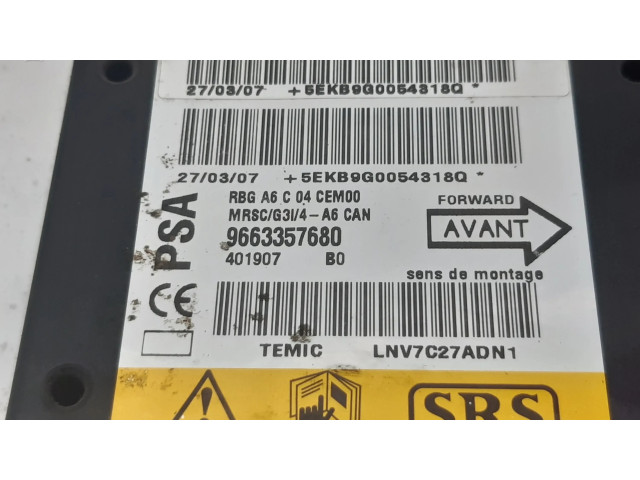 27/03/07 +5EKB9G0054318Q*
27/03/07 +5EKB9G0054318Q*
PSA
RBG A6 C 04 CEM00
MRSC/G3I/4-A6 CAN
9663357680
401907 B0
FORWARD
AVANT
sens de montage
CE
TEMIC LNV7C27ADN1
SRS